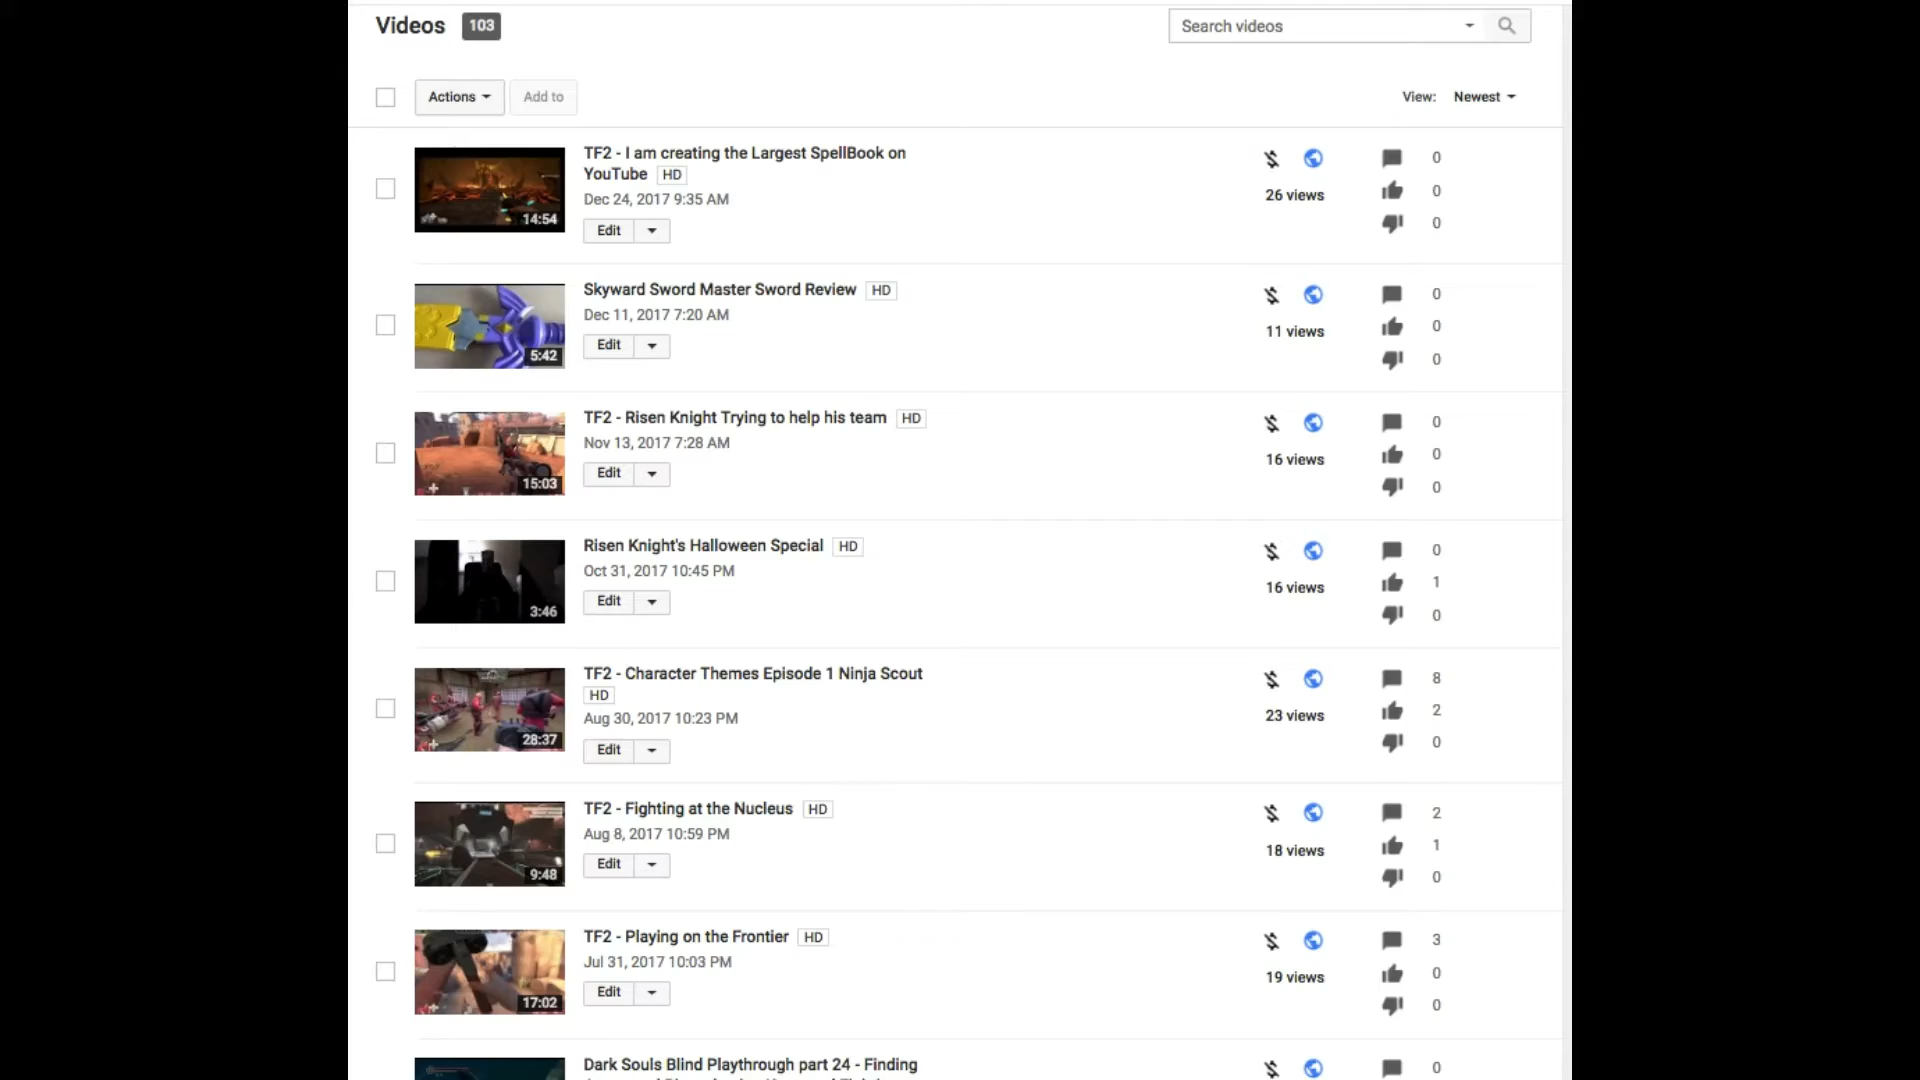 Videos 103
Search videos
Actions Add to View: Newest
TF2 - I am creating the Largest SpellBook on
YouTube HD
Dec 24, 2017 9:35 AM
Edit
14:54
26 views
0
0
0
Skyward Sword Master Sword Review HD
Dec 11, 2017 7:20 AM
Edit
5:42
11 views
0
0
0
TF2 - Risen Knight Trying to help his team HD
Nov 13, 2017 7:28 AM
Edit
15:03
16 views
0
0
0
Risen Knight's Halloween Special HD
Oct 31, 2017 10:45 PM
Edit
3:46
16 views
0
1
0
TF2 - Character Themes Episode 1 Ninja Scout
HD
Aug 30, 2017 10:23 PM
Edit
28:37
23 views
8
2
0
TF2 - Fighting at the Nucleus HD
Aug 8, 2017 10:59 PM
Edit
9:48
18 views
2
1
0
TF2 - Playing on the Frontier HD
Jul 31, 2017 10:03 PM
Edit
17:02
19 views
3
0
0
Dark Souls Blind Playthrough part 24 - Finding
0